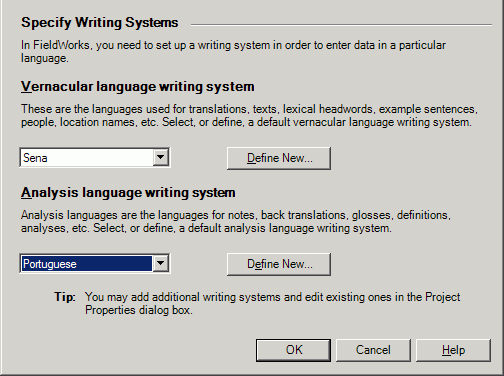 Specify Writing Systems
In FieldWorks, you need to set up a writing system in order to enter data in a particular
language.
Vernacular language writing system
These are the languages used for translations, texts, lexical headwords, example sentences,
people, location names, etc. Select, or define, a default vernacular language writing system.
Sena
Define New...
Analysis language writing system
Analysis languages are the languages for notes, back translations, glosses, definitions,
analyses, etc. Select, or define, a default analysis language writing system.
Portuguese
Define New...
Tip: You may add additional writing systems and edit existing ones in the Project
Properties dialog box.
OK Cancel Help